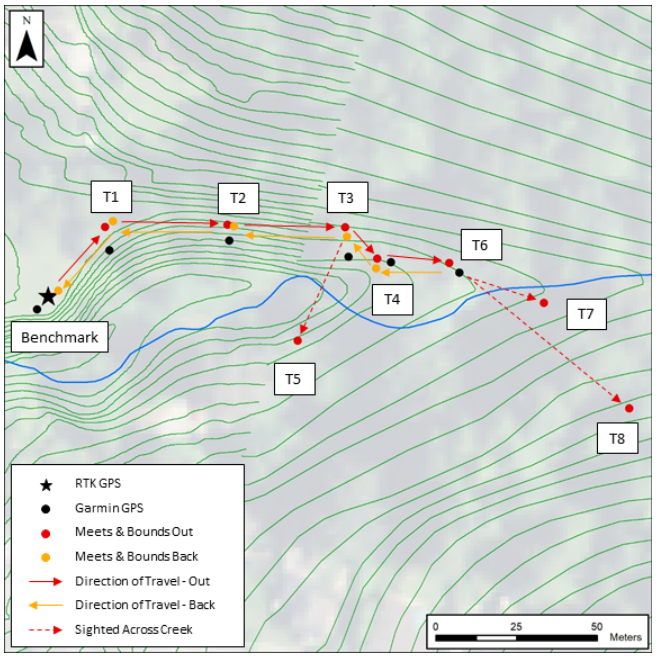 N
T1
T2
T3
T6
T4
T7
Benchmark
T5
T8
RTK GPS
Garmin GPS
Meets & Bounds Out
Meets & Bounds Back
Direction of Travel - Out
Direction of Travel - Back
Sighted Across Creek
0 25 50
Meters